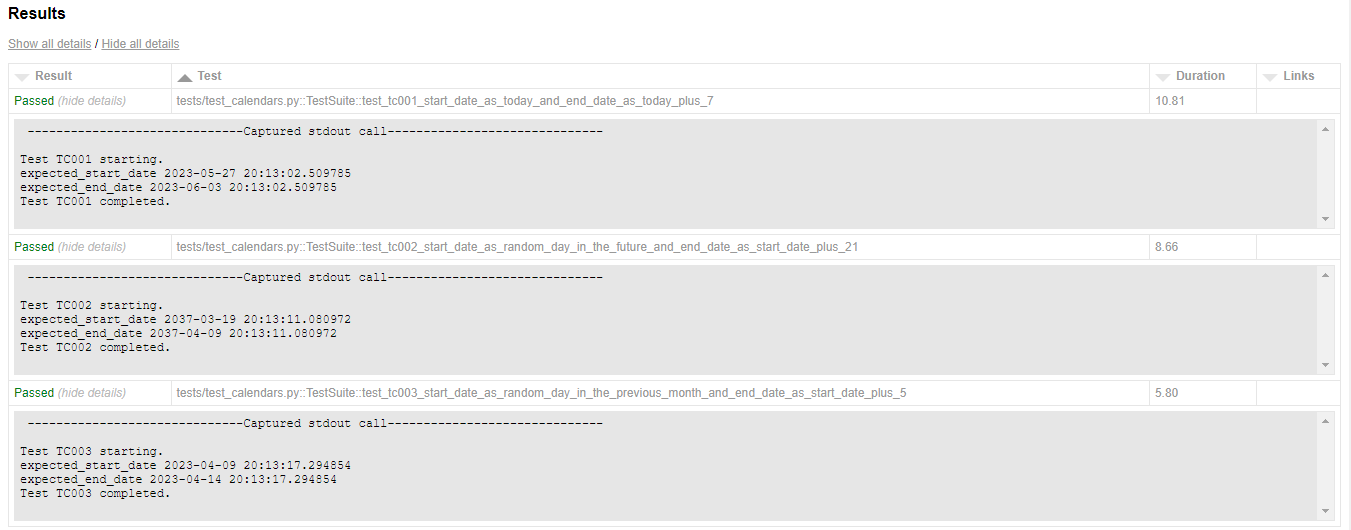 Results
Show all details / Hide all details
Result Test Duration Links
Passed (hide details) tests/test_calendars.py::TestSuite::test_tc001_start_date_as_today_and_end_date_as_today_plus_7 10.81
------------------------------Captured stdout call------------------------------
Test TC001 starting.
expected_start_date 2023-05-27 20:13:02.509785
expected_end_date 2023-06-03 20:13:02.509785
Test TC001 completed.
Passed (hide details) tests/test_calendars.py::TestSuite::test_tc002_start_date_as_random_day_in_the_future_and_end_date_as_start_date_plus_21 8.66
------------------------------Captured stdout call------------------------------
Test TC002 starting.
expected_start_date 2037-03-19 20:13:11.080972
expected_end_date 2037-04-09 20:13:11.080972
Test TC002 completed.
Passed (hide details) tests/test_calendars.py::TestSuite::test_tc003_start_date_as_random_day_in_the_previous_month_and_end_date_as_start_date_plus_5 5.80
------------------------------Captured stdout call------------------------------
Test TC003 starting.
expected_start_date 2023-04-09 20:13:17.294854
expected_end_date 2023-04-14 20:13:17.294854
Test TC003 completed.